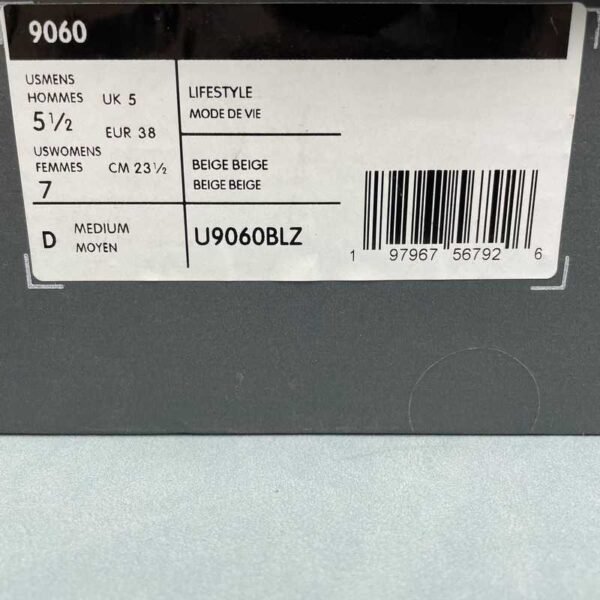 9060
USMENS
HOMMES UK 5
5 1/2
EUR 38
USWOMENS
FEMMES CM 23 1/2
7
LIFESTYLE
MODE DE VIE
BEIGE BEIGE
BEIGE BEIGE
D MEDIUM
MOYEN
U9060BLZ
1 97967 56792 6